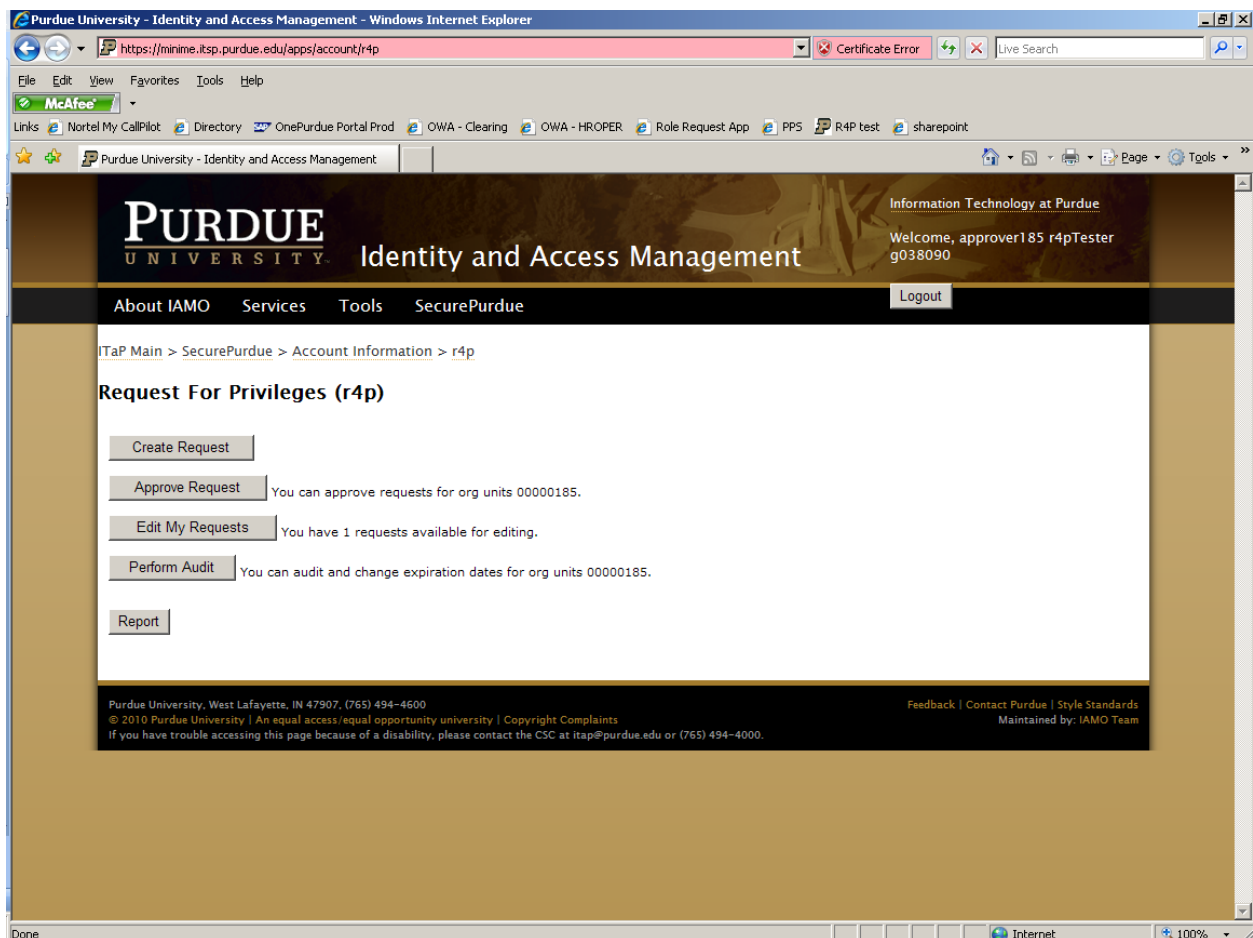 Purdue University - Identity and Access Management - Windows Internet Explorer
https://minime.itsp.purdue.edu/apps/account/r4p
Certificate Error
Live Search
File Edit View Favorites Tools Help
McAfee
Links Nortel My CallPilot Directory OnePurdue Portal Prod OWA - Clearing OWA - HROPER Role Request App PPS R4P test sharepoint
Purdue University - Identity and Access Management
Page Tools »
PURDUE
UNIVERSITY
Identity and Access Management
Information Technology at Purdue
Welcome, approver185 r4pTester
g038090
Logout
About IAMO Services Tools SecurePurdue
ITaP Main > SecurePurdue > Account Information > r4p
Request For Privileges (r4p)
Create Request
Approve Request You can approve requests for org units 00000185.
Edit My Requests You have 1 requests available for editing.
Perform Audit You can audit and change expiration dates for org units 00000185.
Report
Purdue University, West Lafayette, IN 47907, (765) 494-4600
© 2010 Purdue University | An equal access/equal opportunity university | Copyright Complaints
If you have trouble accessing this page because of a disability, please contact the CSC at itap@purdue.edu or (765) 494-4000.
Feedback | Contact Purdue | Style Standards
Maintained by: IAMO Team
Done
Internet
100%